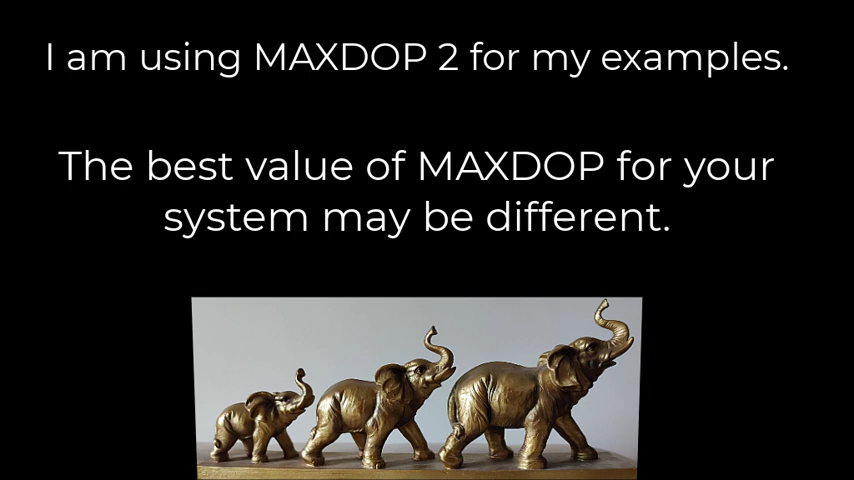 I am using MAXDOP 2 for my examples.
The best value of MAXDOP for your
system may be different.